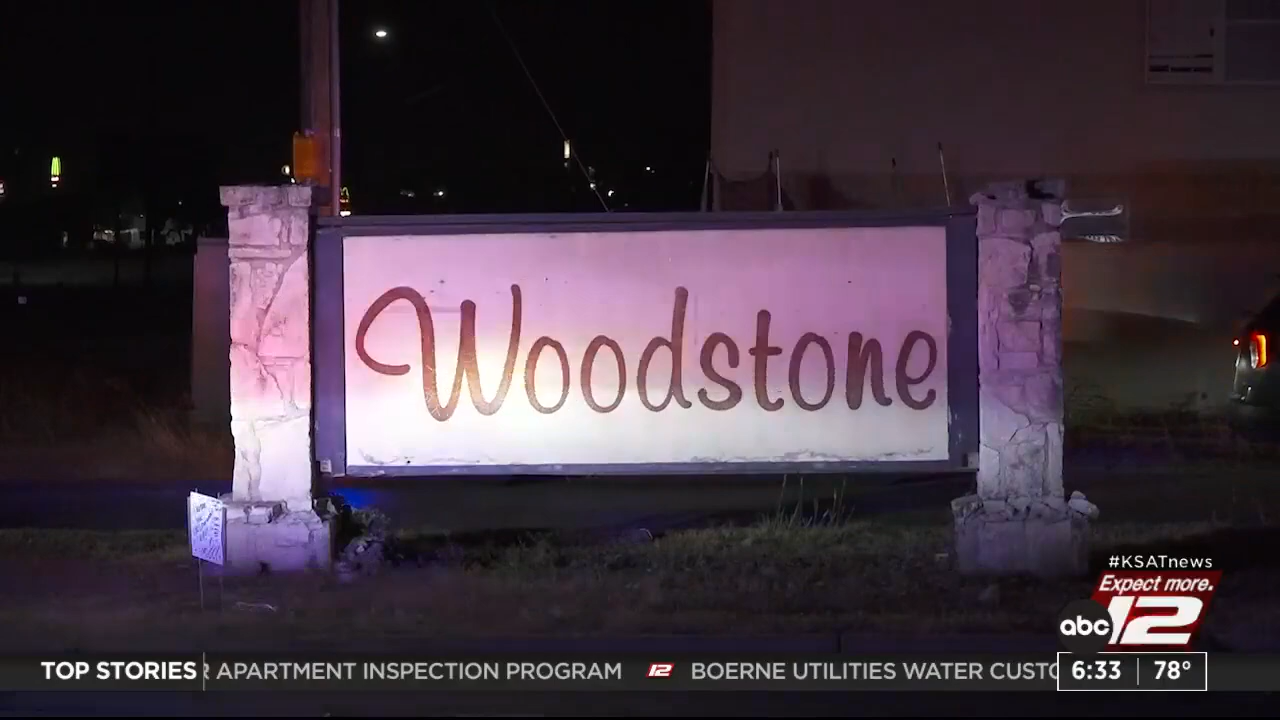 Woodstone
#KSATnews
Expect more.
abc 12
TOP STORIES R APARTMENT INSPECTION PROGRAM 12 BOERNE UTILITIES WATER CUSTO 6:33 78°